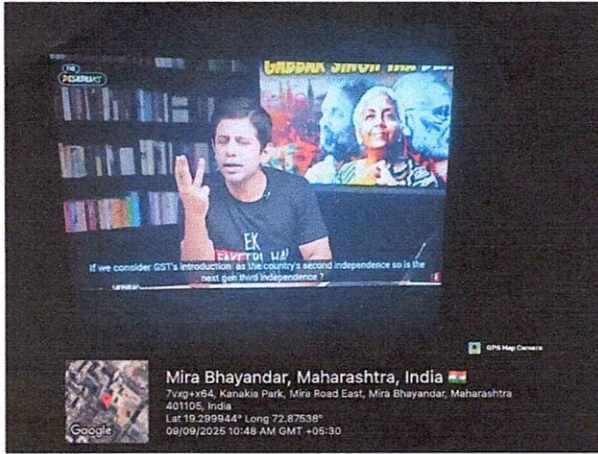 THE
DESHBHAKT
GABBAR SINGH
EK
If we consider GST's introduction as the country's second independence so is the
next gen third independence ?
GPS Map Camera
Mira Bhayandar, Maharashtra, India
7vxg+x64, Kanakia Park, Mira Road East, Mira Bhayandar, Maharashtra
401105, India
Lat 19.299944° Long 72.87538°
09/09/2025 10:48 AM GMT +05:30
Google